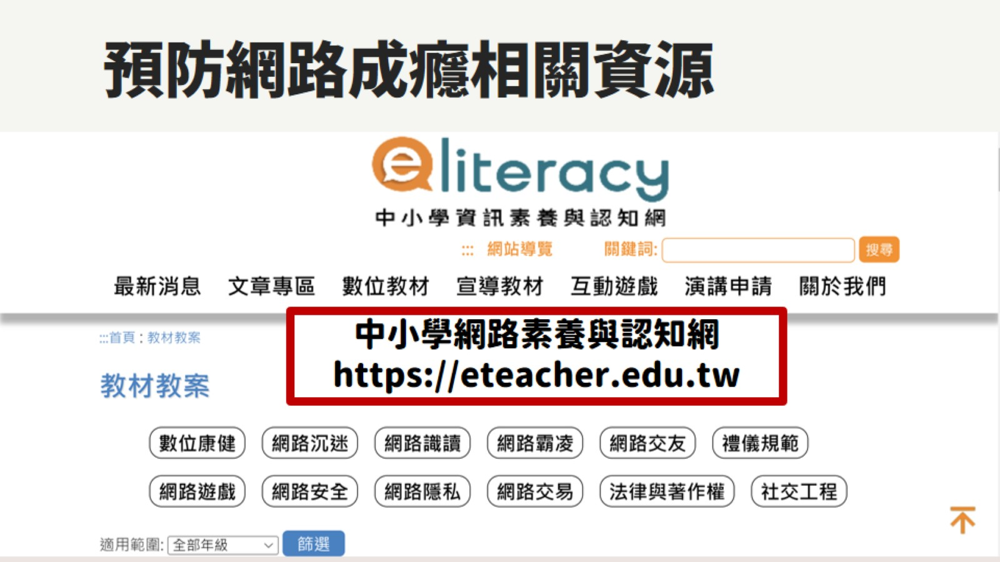 預防網路成癮相關資源
eliteracy
中小學資訊素養與認知網
::: 網站導覽 關鍵詞: 搜尋
最新消息 文章專區 數位教材 宣導教材 互動遊戲 演講申請 關於我們
中小學網路素養與認知網
https://eteacher.edu.tw
:::首頁 : 教材教案
教材教案
數位康健 網路沉迷 網路識讀 網路霸凌 網路交友 禮儀規範
網路遊戲 網路安全 網路隱私 網路交易 法律與著作權 社交工程
適用範圍: 全部年級 篩選